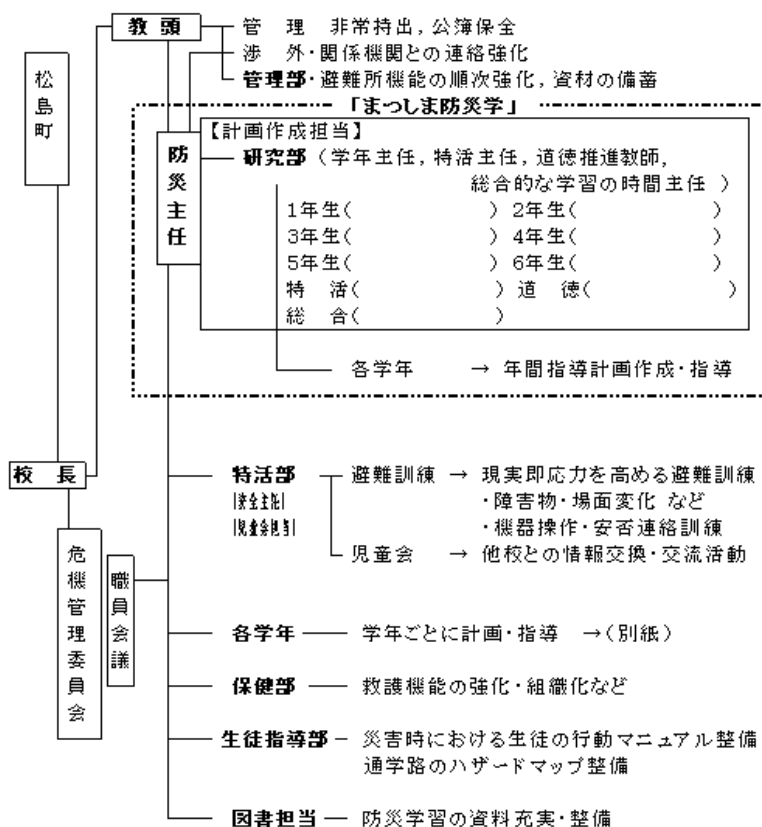 教頭
管理 非常持出，公簿保全
渉外・関係機関との連絡強化
管理部・避難所機能の順次強化，資材の備蓄
松島町
「まつしま防災学」
防災主任
【計画作成担当】
研究部（学年主任，特活主任，道徳推進教師，
総合的な学習の時間主任 ）
1年生(                ) 2年生(                )
3年生(                ) 4年生(                )
5年生(                ) 6年生(                )
特　活(                ) 道　徳(                )
総　合(                )
各学年 → 年間指導計画作成・指導
校長
特活部 避難訓練 → 現実即応力を高める避難訓練
・障害物・場面変化 など
・機器操作・安否連絡訓練
児童会 → 他校との情報交換・交流活動
危機管理委員会
職員会議
各学年 学年ごとに計画・指導 →(別紙)
保健部 救護機能の強化・組織化など
生徒指導部 災害時における生徒の行動マニュアル整備
通学路のハザードマップ整備
図書担当 防災学習の資料充実・整備